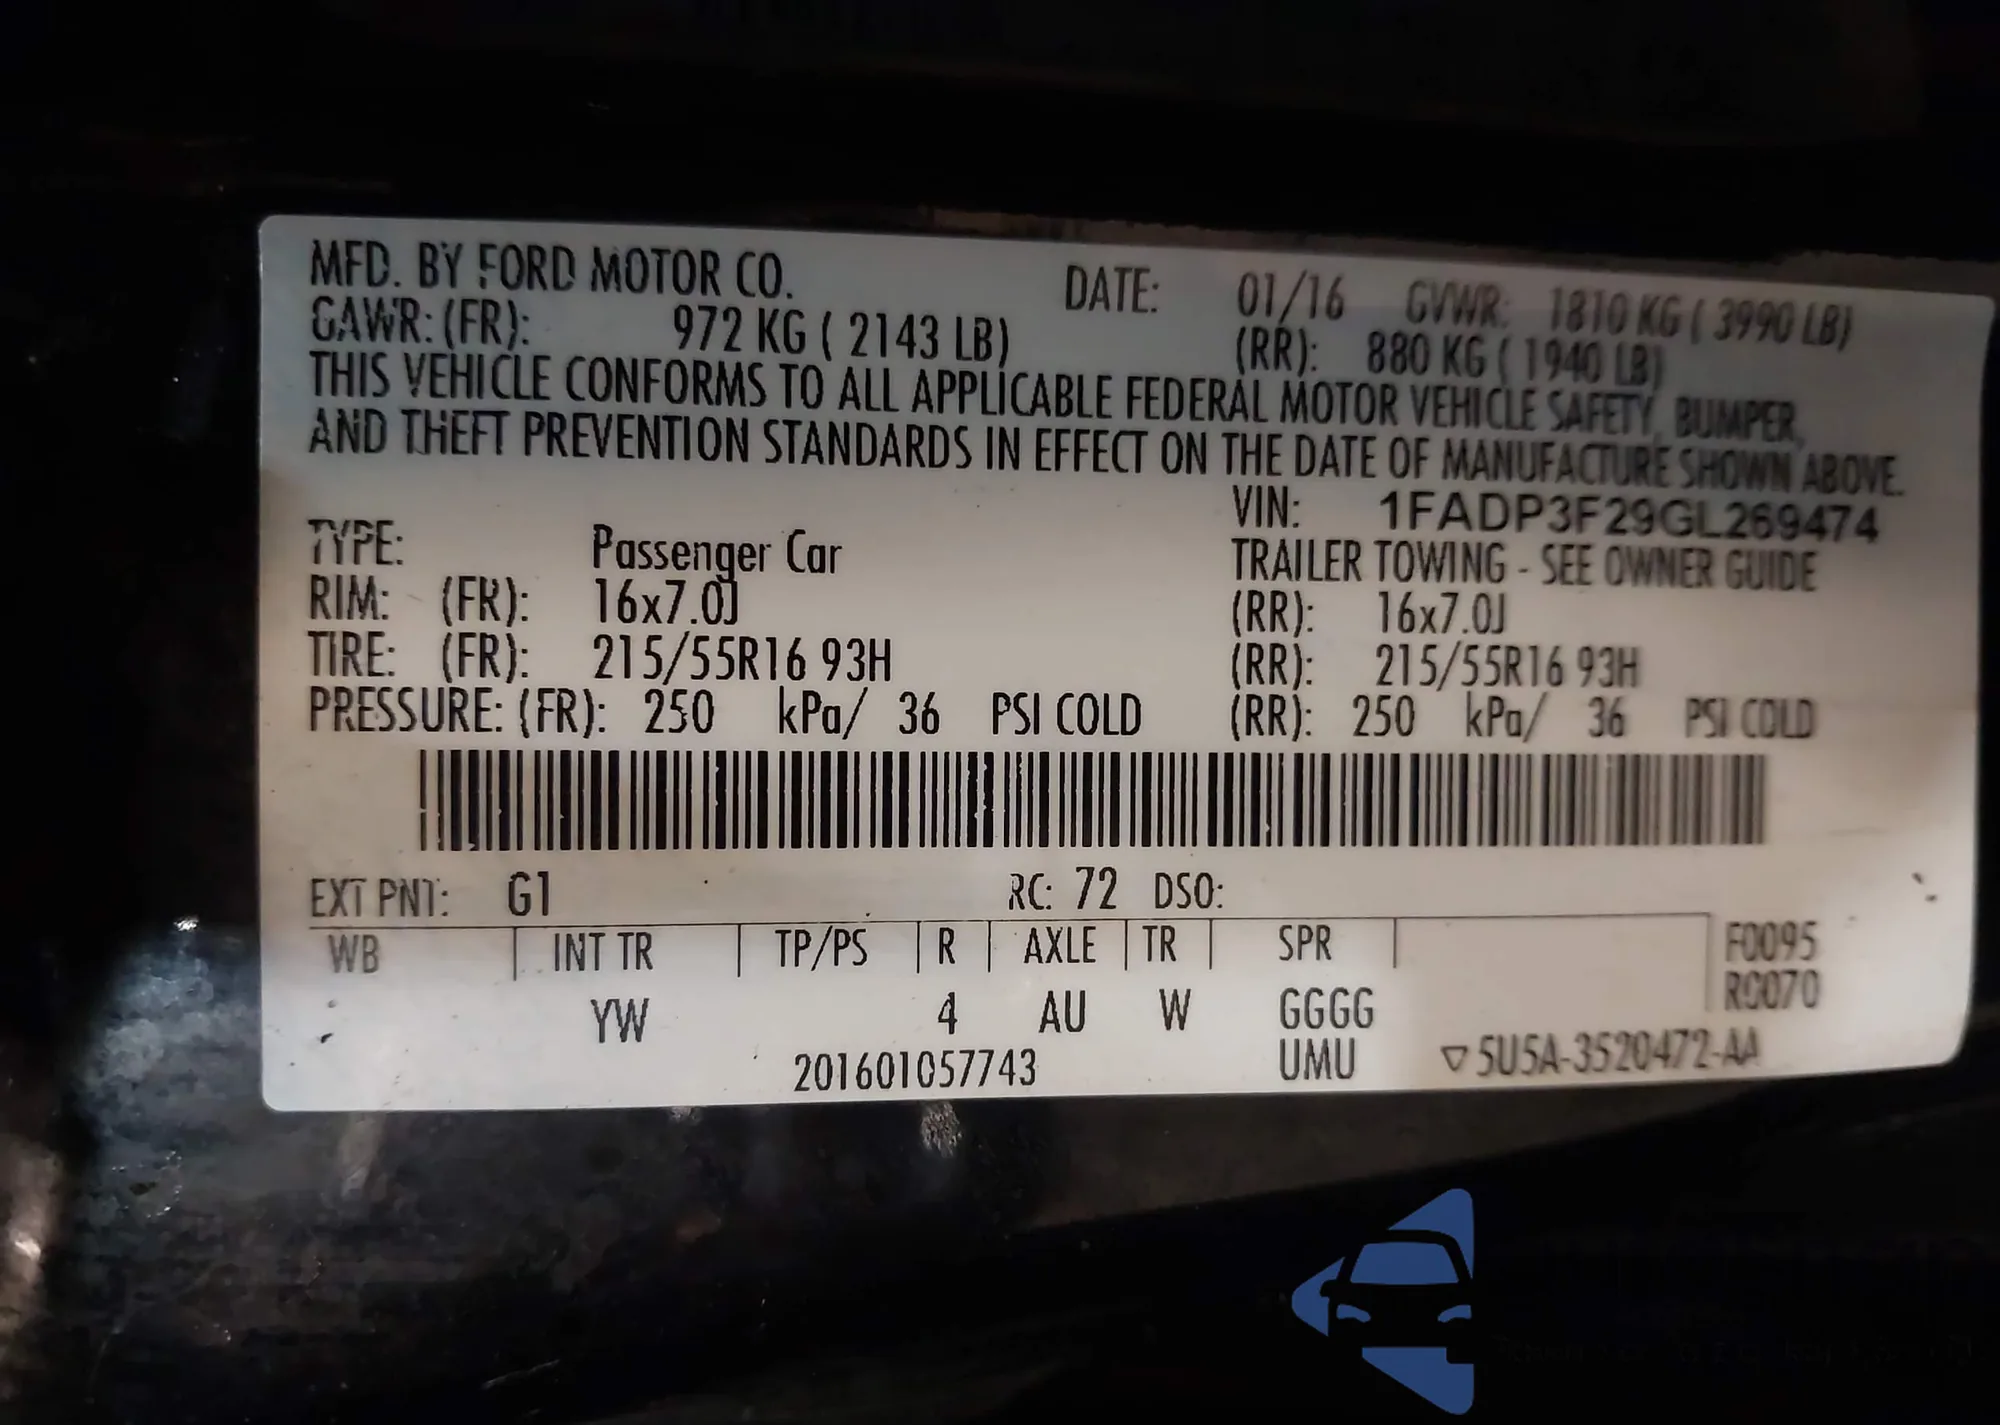 MFD. BY FORD MOTOR CO. DATE: 01/16 GVWR: 1810 KG ( 3990 LB)
GAWR: (FR): 972 KG ( 2143 LB) (RR): 880 KG ( 1940 LB)
THIS VEHICLE CONFORMS TO ALL APPLICABLE FEDERAL MOTOR VEHICLE SAFETY, BUMPER,
AND THEFT PREVENTION STANDARDS IN EFFECT ON THE DATE OF MANUFACTURE SHOWN ABOVE.
VIN: 1FADP3F29GL269474
TYPE: Passenger Car TRAILER TOWING - SEE OWNER GUIDE
RIM: (FR): 16x7.0J (RR): 16x7.0J
TIRE: (FR): 215/55R16 93H (RR): 215/55R16 93H
PRESSURE: (FR): 250 kPa/ 36 PSI COLD (RR): 250 kPa/ 36 PSI COLD
EXT PNT: G1 RC: 72 DSO:
WB INT TR TP/PS R AXLE TR SPR F0095
R0070
YW 4 AU W GGGG
201601057743 UMU ▽ 5U5A-3520472-AA